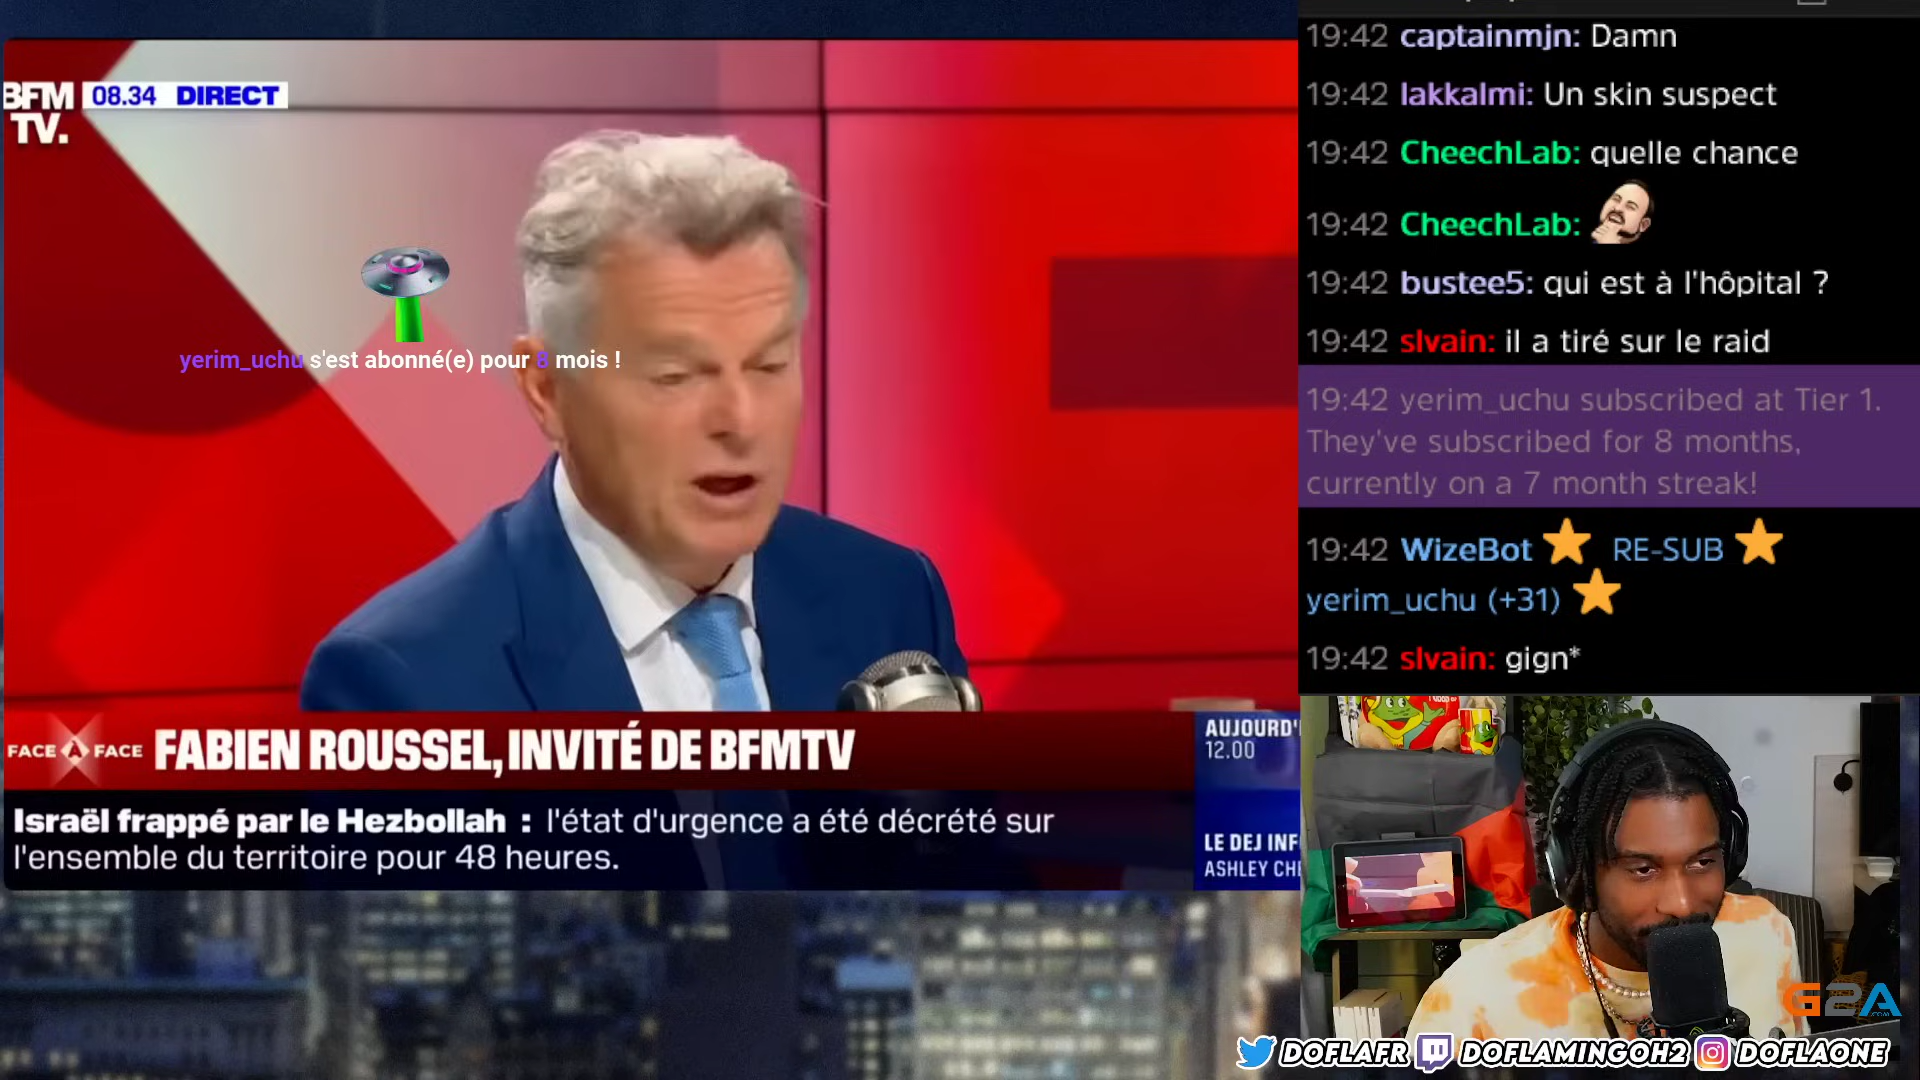 BFM
TV.
08.34 DIRECT
yerim_uchu s'est abonné(e) pour 8 mois !
FACE À FACE
FABIEN ROUSSEL, INVITÉ DE BFMTV
Israël frappé par le Hezbollah : l'état d'urgence a été décrété sur
l'ensemble du territoire pour 48 heures.
AUJOURD'
12.00
LE DEJ INF
ASHLEY CHE
19:42 captainmjn: Damn
19:42 lakkalmi: Un skin suspect
19:42 CheechLab: quelle chance
19:42 CheechLab:
19:42 bustee5: qui est à l'hôpital ?
19:42 slvain: il a tiré sur le raid
19:42 yerim_uchu subscribed at Tier 1.
They've subscribed for 8 months,
currently on a 7 month streak!
19:42 WizeBot ⭐ RE-SUB ⭐
yerim_uchu (+31) ⭐
19:42 slvain: gign*
G2A
.COM
DOFLAFR DOFLAMINGOH2 DOFLAONE